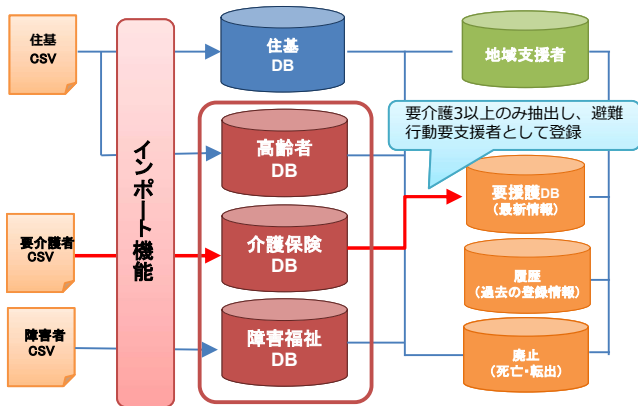 住基
CSV
住基
DB
地域支援者
要介護3以上のみ抽出し、避難
行動要支援者として登録
インポート機能
高齢者
DB
要援護DB
（最新情報）
要介護者
CSV
介護保険
DB
履歴
（過去の登録情報）
障害者
CSV
障害福祉
DB
廃止
（死亡・転出）